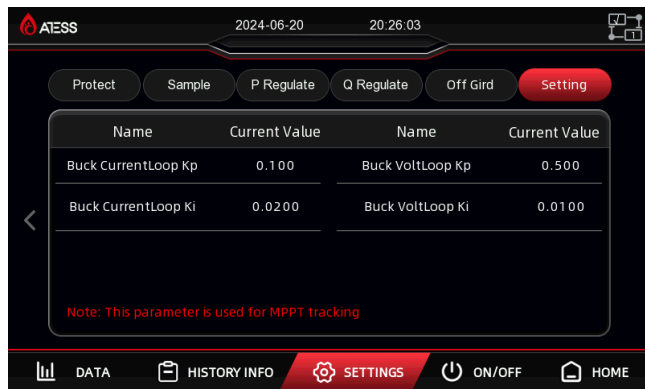 ATESS 2024-06-20 20:26:03
1
Protect Sample P Regulate Q Regulate Off Gird Setting
Name Current Value Name Current Value
Buck CurrentLoop Kp 0.100 Buck VoltLoop Kp 0.500
Buck CurrentLoop Ki 0.0200 Buck VoltLoop Ki 0.0100
Note: This parameter is used for MPPT tracking
DATA HISTORY INFO SETTINGS ON/OFF HOME